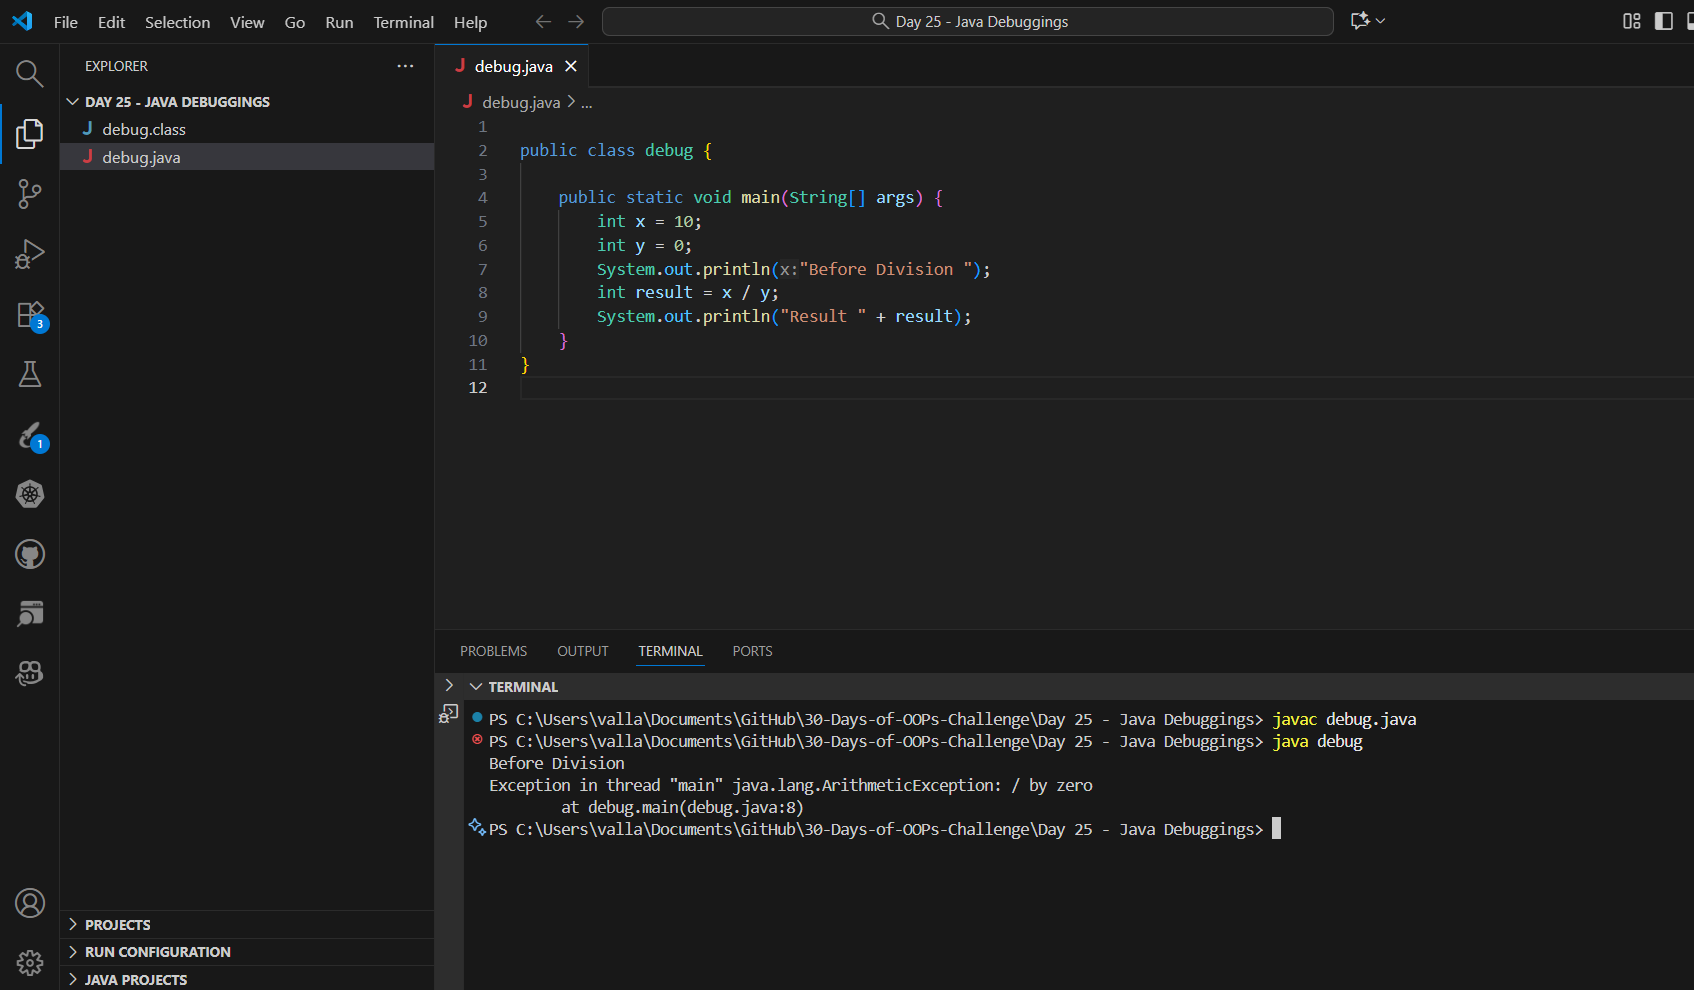 File Edit Selection View Go Run Terminal Help
Day 25 - Java Debuggings
EXPLORER
DAY 25 - JAVA DEBUGGINGS
J debug.class
J debug.java
3
1
PROJECTS
RUN CONFIGURATION
JAVA PROJECTS
J debug.java
J debug.java > ...
1
2 public class debug {
3
4 public static void main(String[] args) {
5 int x = 10;
6 int y = 0;
7 System.out.println(x:"Before Division ");
8 int result = x / y;
9 System.out.println("Result " + result);
10 }
11 }
12
PROBLEMS OUTPUT TERMINAL PORTS
TERMINAL
PS C:\Users\valla\Documents\GitHub\30-Days-of-OOPs-Challenge\Day 25 - Java Debuggings> javac debug.java
PS C:\Users\valla\Documents\GitHub\30-Days-of-OOPs-Challenge\Day 25 - Java Debuggings> java debug
Before Division
Exception in thread "main" java.lang.ArithmeticException: / by zero
at debug.main(debug.java:8)
PS C:\Users\valla\Documents\GitHub\30-Days-of-OOPs-Challenge\Day 25 - Java Debuggings>